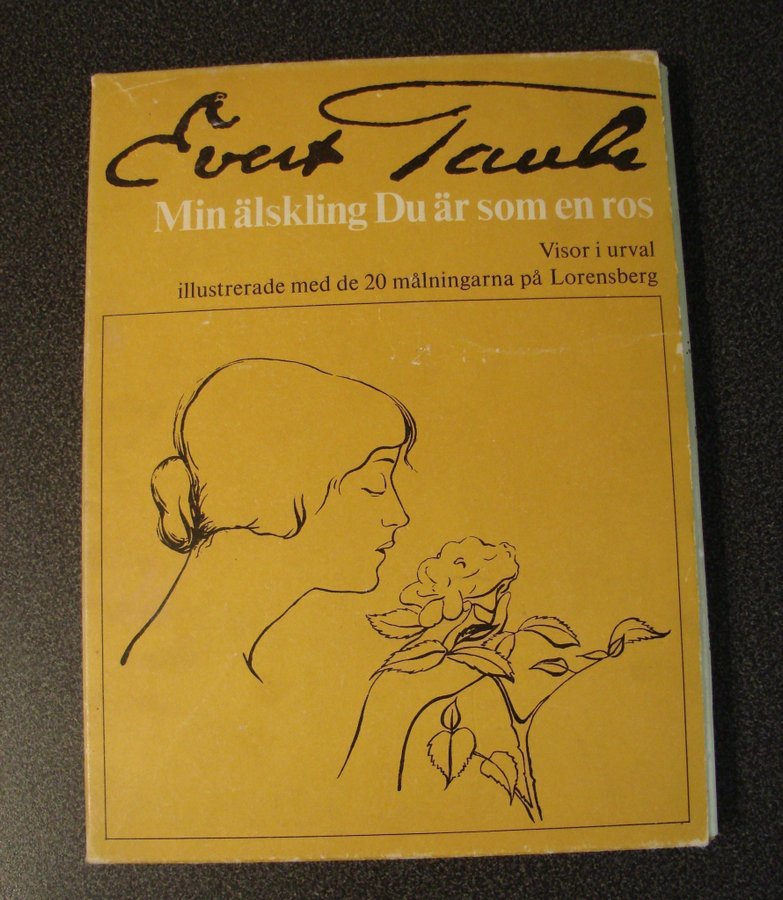 Evert Taube
Min älskling Du är som en ros
Visor i urval
illustrerade med de 20 målningarna på Lorensberg